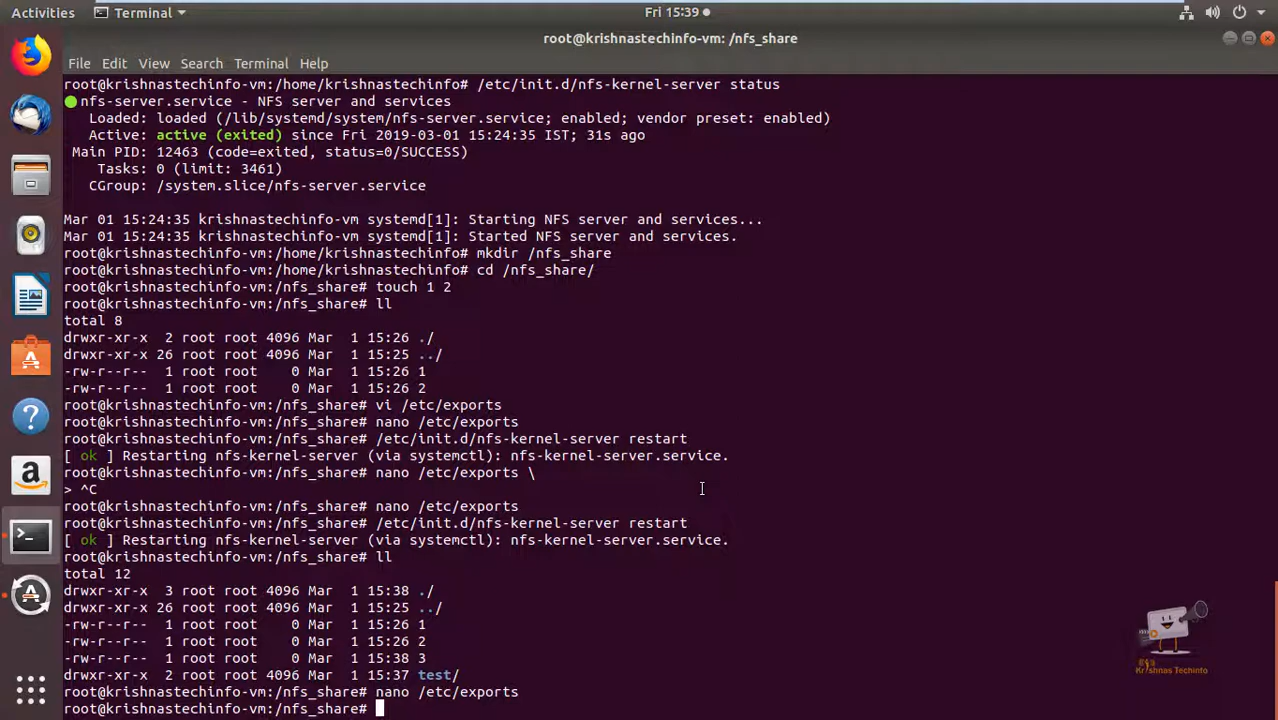 Activities
Terminal
Fri 15:39
root@krishnastechinfo-vm: /nfs_share
File Edit View Search Terminal Help
root@krishnastechinfo-vm:/home/krishnastechinfo# /etc/init.d/nfs-kernel-server status
nfs-server.service - NFS server and services
Loaded: loaded (/lib/systemd/system/nfs-server.service; enabled; vendor preset: enabled)
Active: active (exited) since Fri 2019-03-01 15:24:35 IST; 31s ago
Main PID: 12463 (code=exited, status=0/SUCCESS)
Tasks: 0 (limit: 3461)
CGroup: /system.slice/nfs-server.service
Mar 01 15:24:35 krishnastechinfo-vm systemd[1]: Starting NFS server and services...
Mar 01 15:24:35 krishnastechinfo-vm systemd[1]: Started NFS server and services.
root@krishnastechinfo-vm:/home/krishnastechinfo# mkdir /nfs_share
root@krishnastechinfo-vm:/home/krishnastechinfo# cd /nfs_share/
root@krishnastechinfo-vm:/nfs_share# touch 1 2
root@krishnastechinfo-vm:/nfs_share# ll
total 8
drwxr-xr-x  2 root root 4096 Mar  1 15:26 ./
drwxr-xr-x 26 root root 4096 Mar  1 15:25 ../
-rw-r--r--  1 root root    0 Mar  1 15:26 1
-rw-r--r--  1 root root    0 Mar  1 15:26 2
root@krishnastechinfo-vm:/nfs_share# vi /etc/exports
root@krishnastechinfo-vm:/nfs_share# nano /etc/exports
root@krishnastechinfo-vm:/nfs_share# /etc/init.d/nfs-kernel-server restart
[ ok ] Restarting nfs-kernel-server (via systemctl): nfs-kernel-server.service.
root@krishnastechinfo-vm:/nfs_share# nano /etc/exports \
> ^C
root@krishnastechinfo-vm:/nfs_share# nano /etc/exports
root@krishnastechinfo-vm:/nfs_share# /etc/init.d/nfs-kernel-server restart
[ ok ] Restarting nfs-kernel-server (via systemctl): nfs-kernel-server.service.
root@krishnastechinfo-vm:/nfs_share# ll
total 12
drwxr-xr-x  3 root root 4096 Mar  1 15:38 ./
drwxr-xr-x 26 root root 4096 Mar  1 15:25 ../
-rw-r--r--  1 root root    0 Mar  1 15:26 1
-rw-r--r--  1 root root    0 Mar  1 15:26 2
-rw-r--r--  1 root root    0 Mar  1 15:38 3
drwxr-xr-x  2 root root 4096 Mar  1 15:37 test/
root@krishnastechinfo-vm:/nfs_share# nano /etc/exports
root@krishnastechinfo-vm:/nfs_share#
Krishnas Techinfo